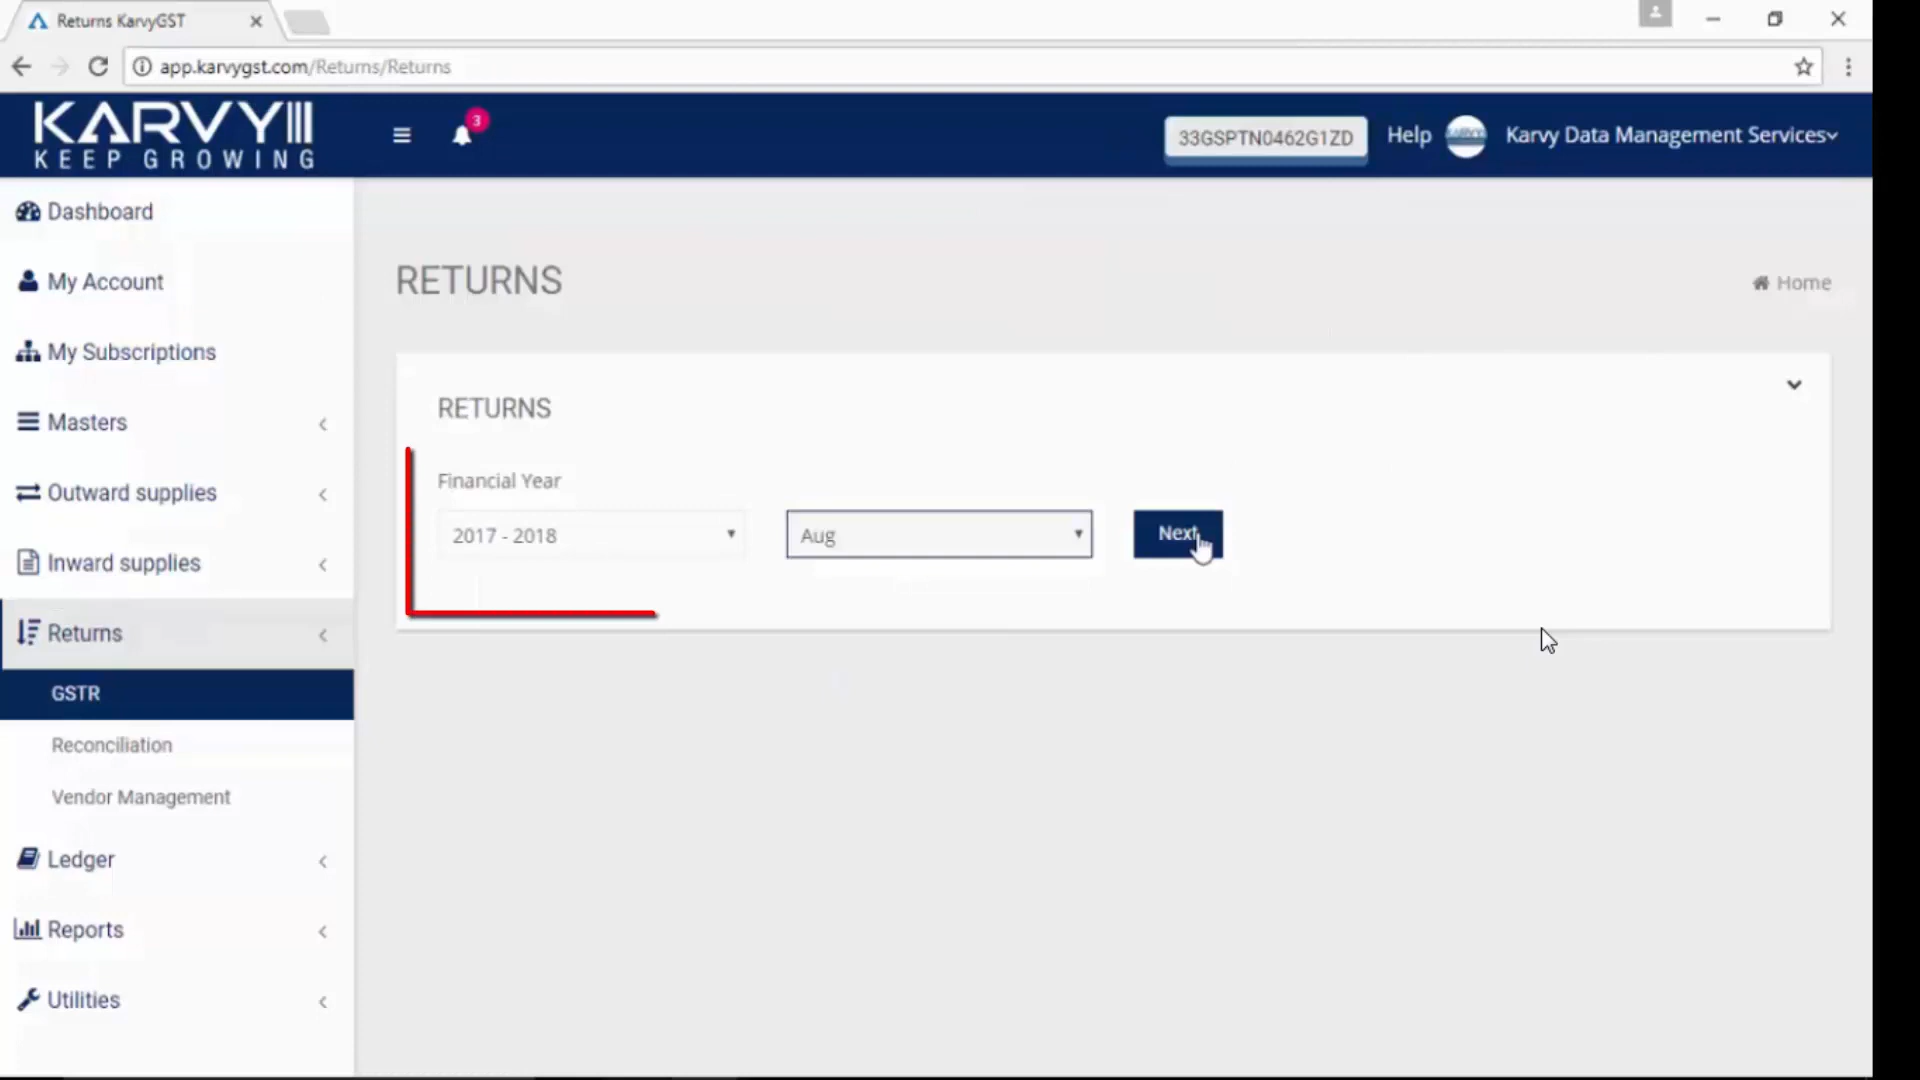 Returns KarvyGST
app.karvygst.com/Returns/Returns
KARVY
KEEP GROWING
3
33GSPTN0462G1ZD
Help
Karvy Data Management Services
Dashboard
My Account
My Subscriptions
Masters
Outward supplies
Inward supplies
Returns
GSTR
Reconciliation
Vendor Management
Ledger
Reports
Utilities
RETURNS
Home
RETURNS
Financial Year
2017 - 2018
Aug
Next